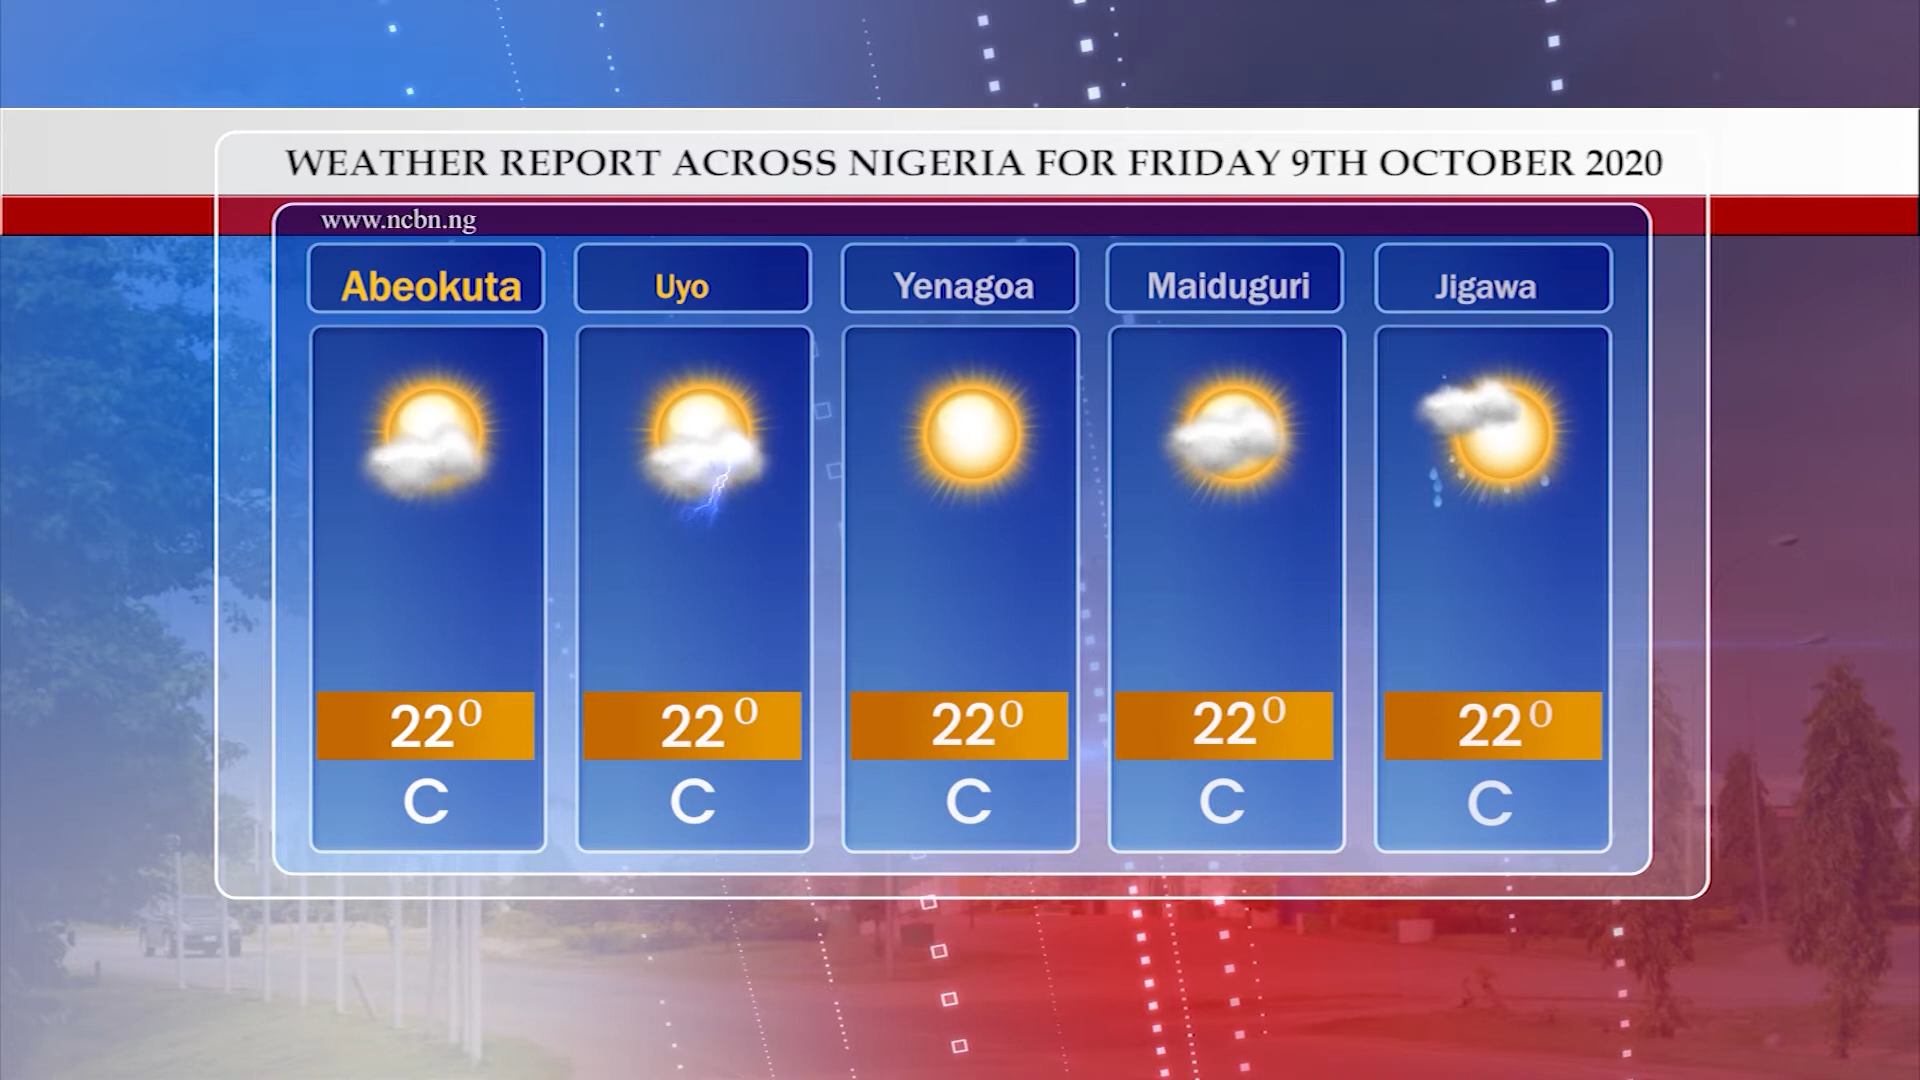 WEATHER REPORT ACROSS NIGERIA FOR FRIDAY 9TH OCTOBER 2020
www.ncbn.ng
Abeokuta Uyo Yenagoa Maiduguri Jigawa
22⁰ 22⁰ 22⁰ 22⁰ 22⁰
C C C C C